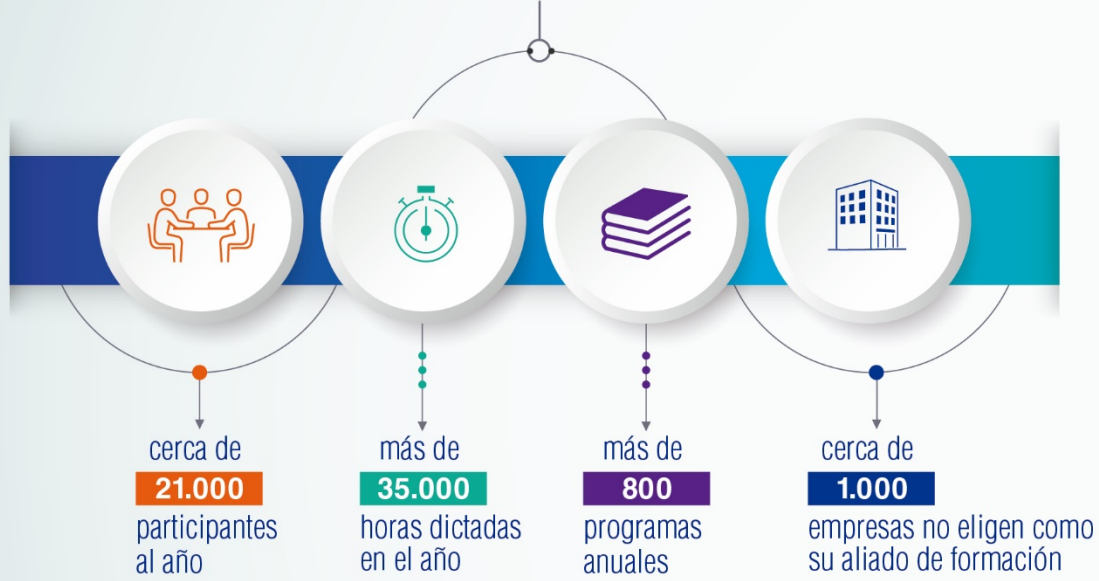 cerca de
21.000
participantes
al año
más de
35.000
horas dictadas
en el año
más de
800
programas
anuales
cerca de
1.000
empresas no eligen como
su aliado de formación